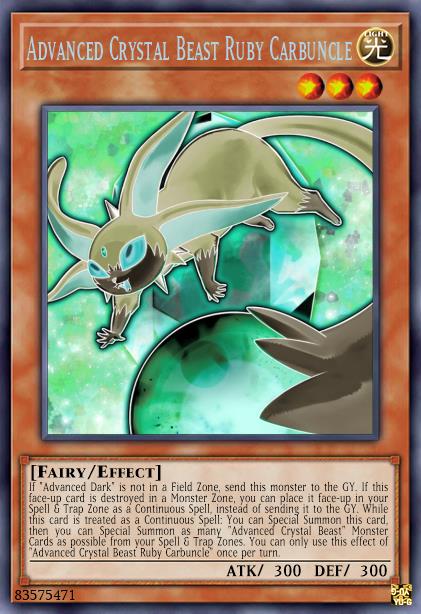 Advanced Crystal Beast Ruby Carbuncle
LIGHT
光
[Fairy/Effect]
If "Advanced Dark" is not in a Field Zone, send this monster to the GY. If this
face-up card is destroyed in a Monster Zone, you can place it face-up in your
Spell & Trap Zone as a Continuous Spell, instead of sending it to the GY. While
this card is treated as a Continuous Spell: You can Special Summon this card,
then you can Special Summon as many "Advanced Crystal Beast" Monster
Cards as possible from your Spell & Trap Zones. You can only use this effect of
"Advanced Crystal Beast Ruby Carbuncle" once per turn.
ATK/ 300 DEF/ 300
83575471